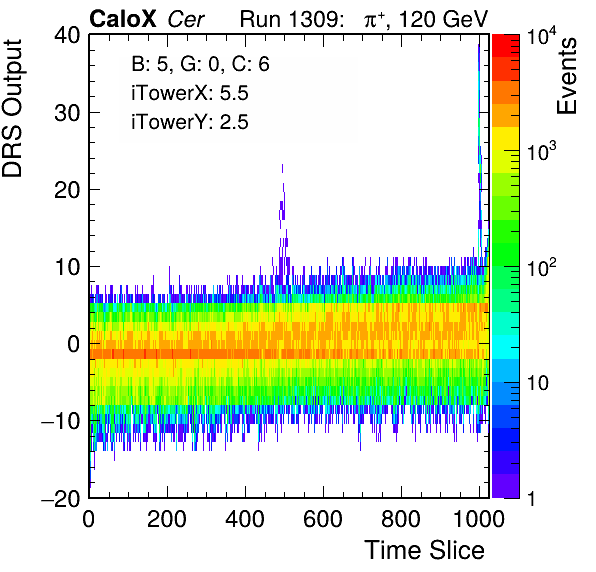 CaloX Cer Run 1309: π⁺, 120 GeV
B: 5, G: 0, C: 6
iTowerX: 5.5
iTowerY: 2.5
DRS Output
40
30
20
10
0
−10
−20
0 200 400 600 800 1000
Time Slice
Events
10⁴
10³
10²
10
1